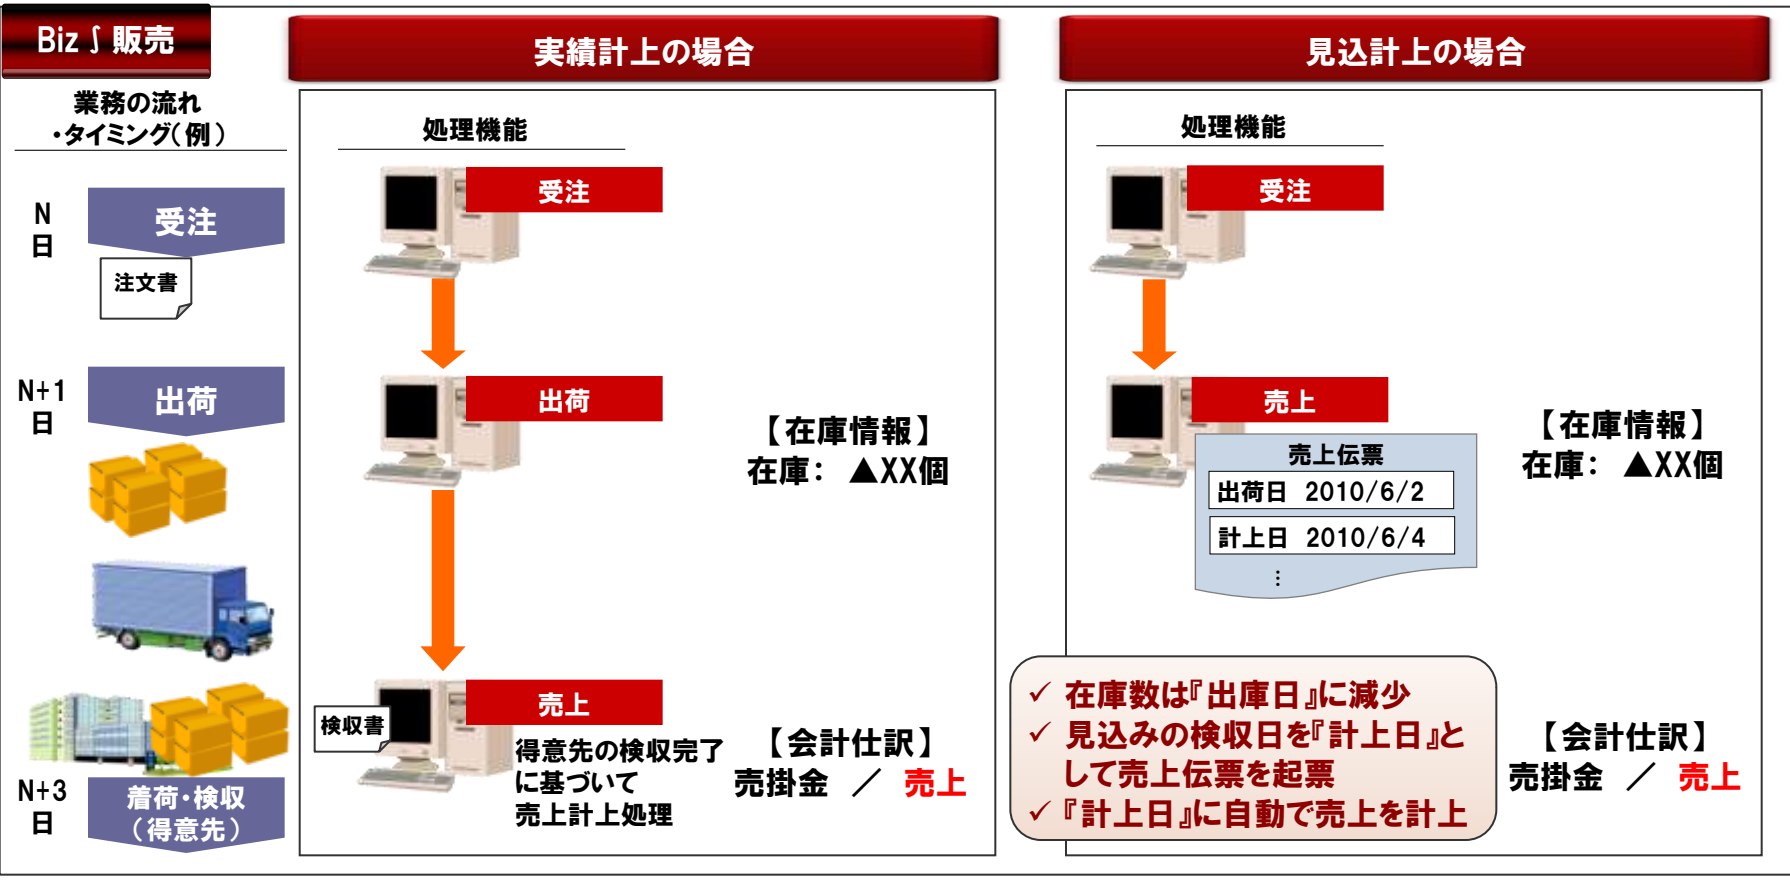 Biz ∫ 販売
実績計上の場合
見込計上の場合
業務の流れ
・タイミング(例)
N
日
受注
注文書
N+1
日
出荷
N+3
日
着荷・検収
(得意先)
処理機能
受注
出荷
【在庫情報】
在庫: ▲XX個
検収書
売上
得意先の検収完了
に基づいて
売上計上処理
【会計仕訳】
売掛金 / 売上
処理機能
受注
売上
売上伝票
出荷日 2010/6/2
計上日 2010/6/4
⋮
【在庫情報】
在庫: ▲XX個
✓ 在庫数は『出庫日』に減少
✓ 見込みの検収日を『計上日』と
して売上伝票を起票
✓ 『計上日』に自動で売上を計上
【会計仕訳】
売掛金 / 売上